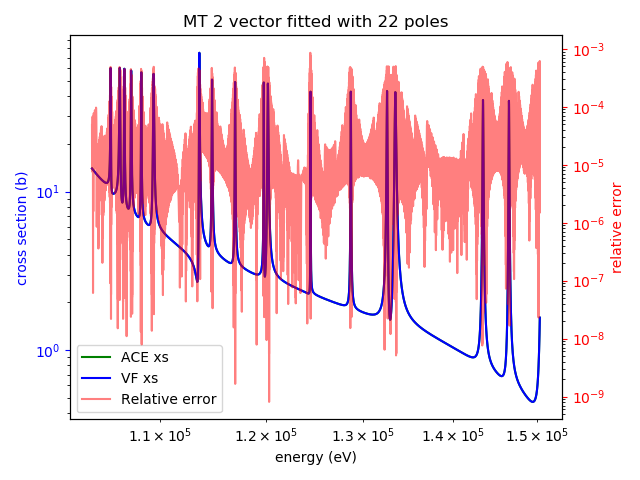 MT 2 vector fitted with 22 poles
cross section (b)
10¹
10⁰
10⁻³
10⁻⁴
10⁻⁵
10⁻⁶
10⁻⁷
10⁻⁸
10⁻⁹
relative error
ACE xs
VF xs
Relative error
1.1 × 10⁵ 1.2 × 10⁵ 1.3 × 10⁵ 1.4 × 10⁵ 1.5 × 10⁵
energy (eV)